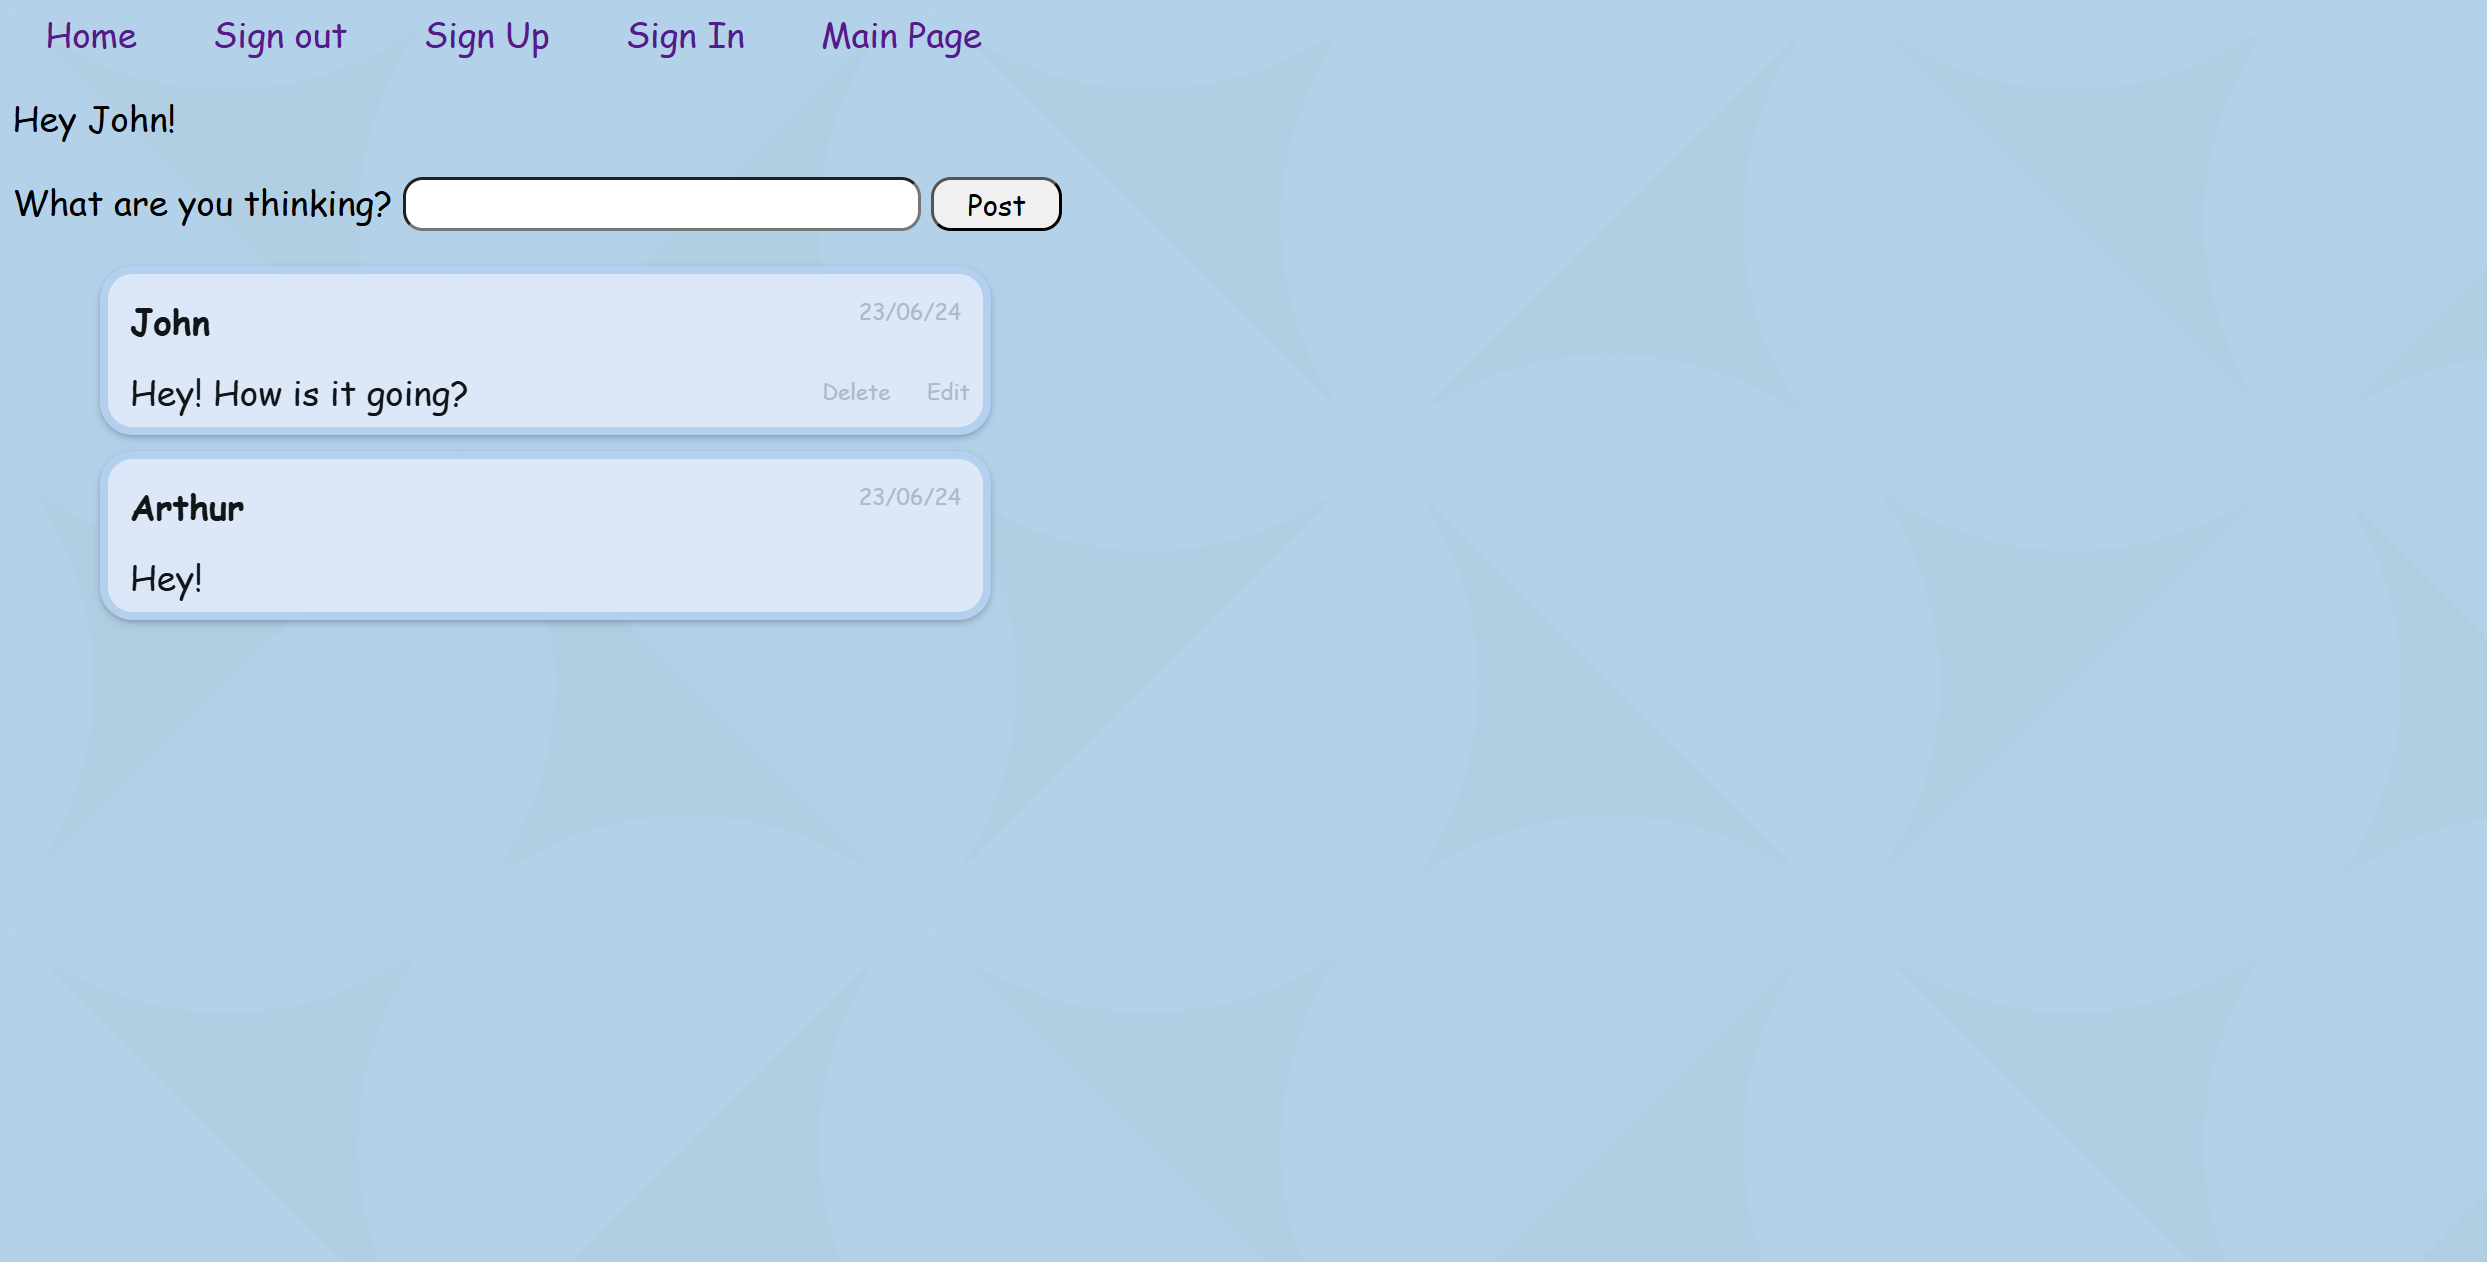 Home Sign out Sign Up Sign In Main Page
Hey John!
What are you thinking? Post
John 23/06/24
Hey! How is it going? Delete Edit
Arthur 23/06/24
Hey!